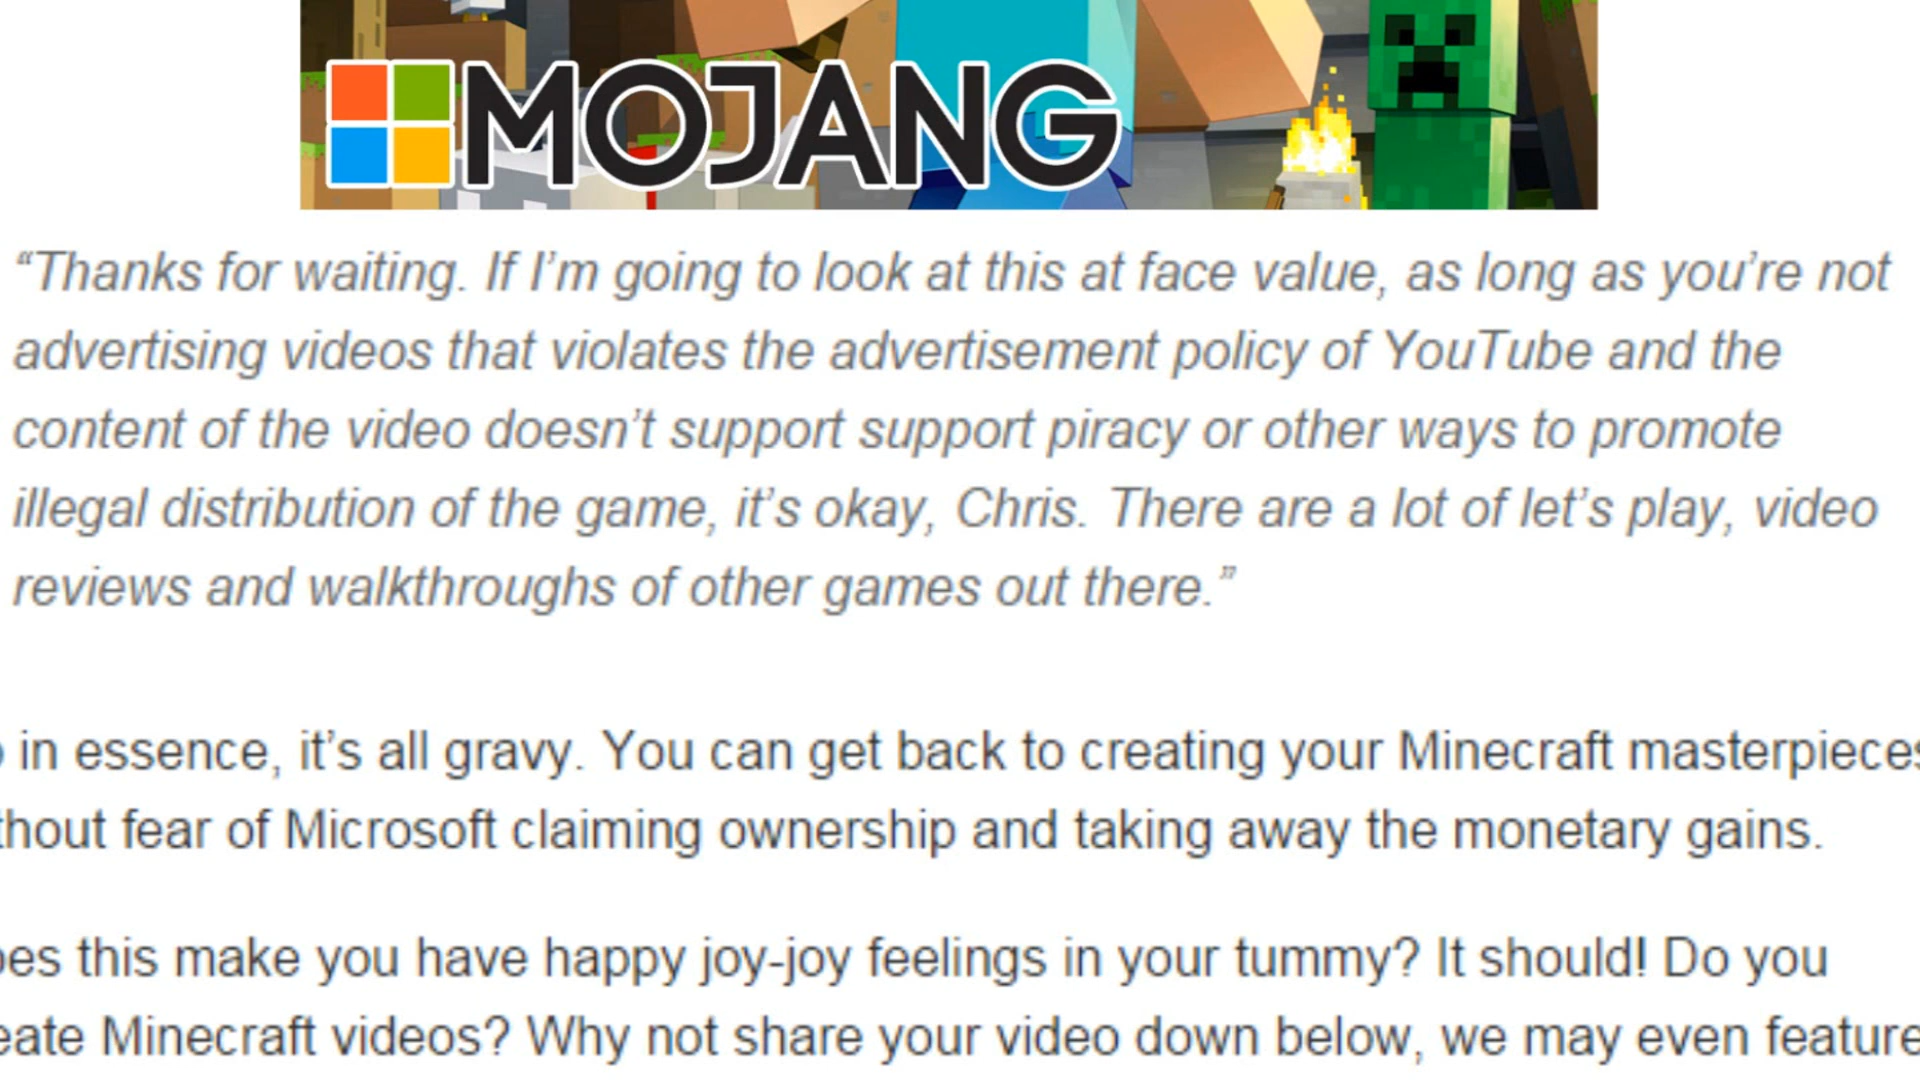 MOJANG
“Thanks for waiting. If I’m going to look at this at face value, as long as you’re not
advertising videos that violates the advertisement policy of YouTube and the
content of the video doesn’t support support piracy or other ways to promote
illegal distribution of the game, it’s okay, Chris. There are a lot of let’s play, video
reviews and walkthroughs of other games out there.”
in essence, it’s all gravy. You can get back to creating your Minecraft masterpieces
thout fear of Microsoft claiming ownership and taking away the monetary gains.
oes this make you have happy joy-joy feelings in your tummy? It should! Do you
eate Minecraft videos? Why not share your video down below, we may even feature